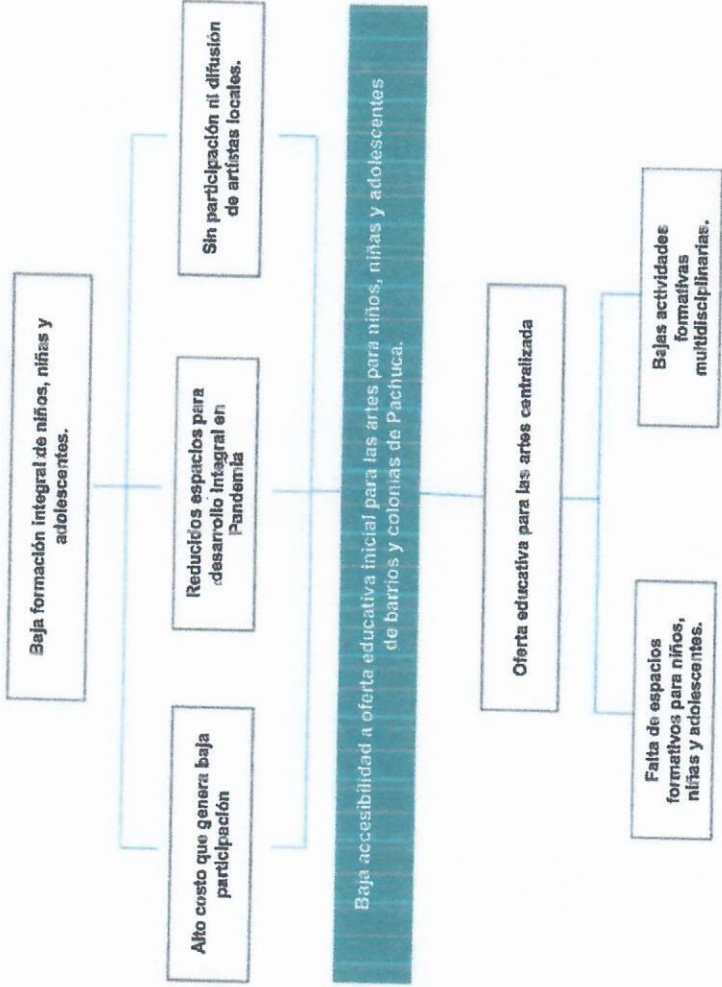 Baja formación integral de niños, niñas y
adolescentes.
Alto costo que genera baja
participación
Reducidos espacios para
desarrollo Integral en
Pandemia
Sin participación ni difusión
de artistas locales.
Baja accesibilidad a oferta educativa inicial para las artes para niños, niñas y adolescentes
de barrios y colonias de Pachuca.
Oferta educativa para las artes centralizada
Falta de espacios
formativos para niños,
niñas y adolescentes.
Bajas actividades
formativas
multidisciplinarias.